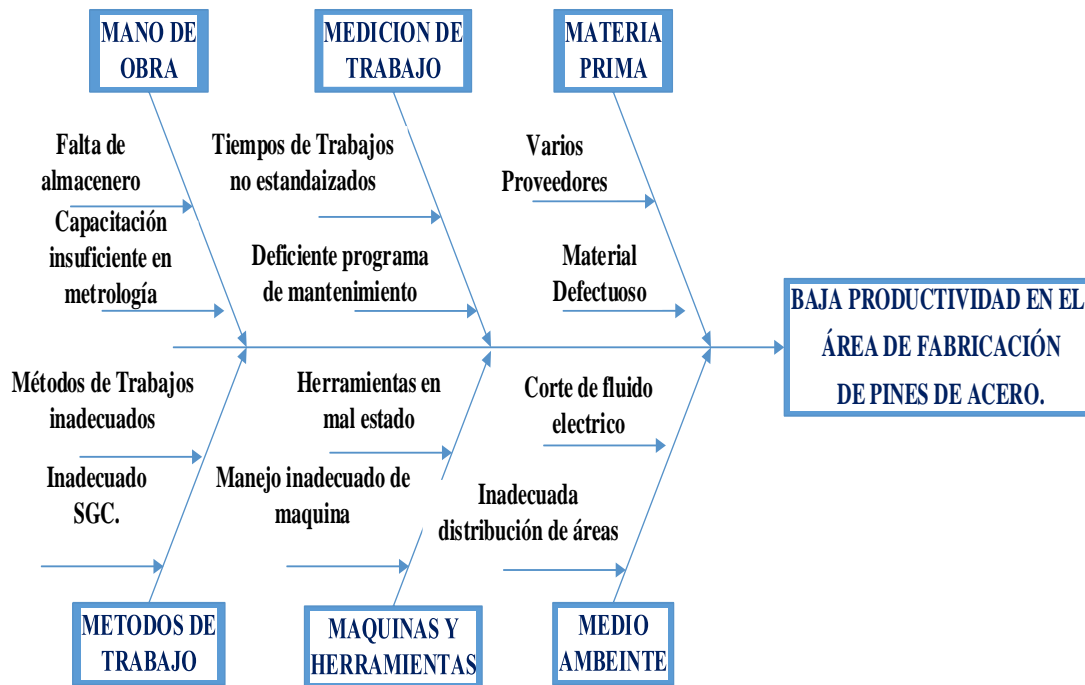 MANO DE
OBRA
MEDICION DE
TRABAJO
MATERIA
PRIMA
Falta de
almacenero
Capacitación
insuficiente en
metrología
Tiempos de Trabajos
no estandaizados
Deficiente programa
de mantenimiento
Varios
Proveedores
Material
Defectuoso
BAJA PRODUCTIVIDAD EN EL
ÁREA DE FABRICACIÓN
DE PINES DE ACERO.
Métodos de Trabajos
inadecuados
Inadecuado
SGC.
Herramientas en
mal estado
Manejo inadecuado de
maquina
Corte de fluido
electrico
Inadecuada
distribución de áreas
METODOS DE
TRABAJO
MAQUINAS Y
HERRAMIENTAS
MEDIO
AMBEINTE